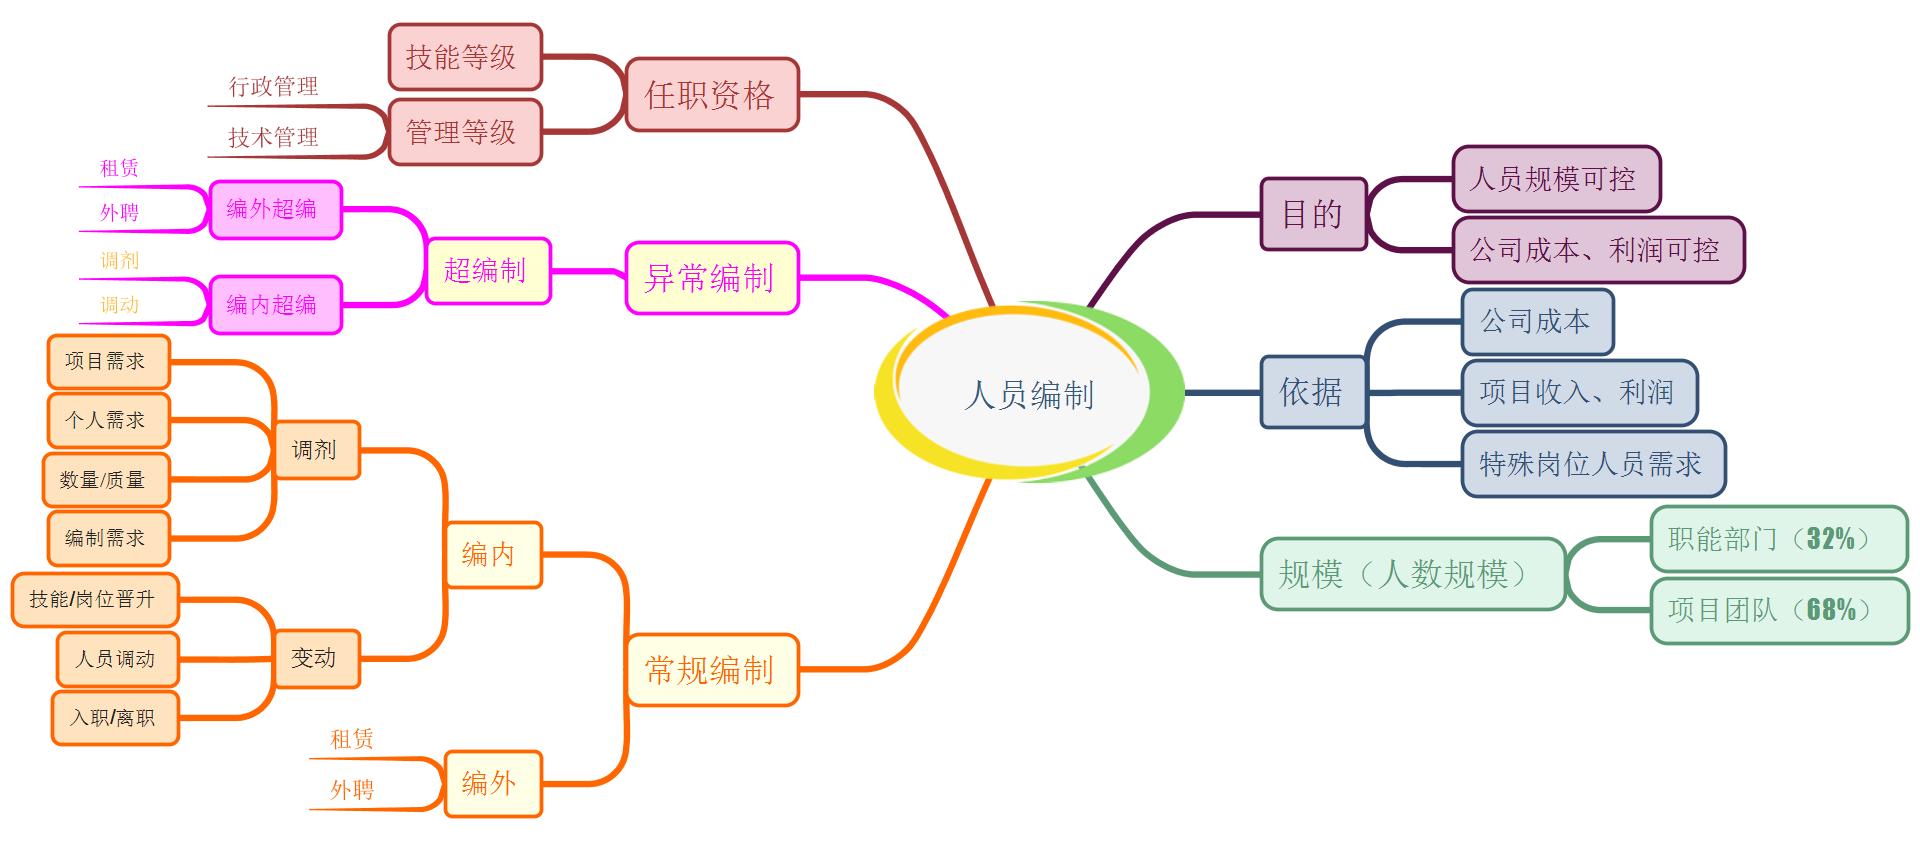 人员编制
任职资格
技能等级
管理等级
行政管理
技术管理
异常编制
超编制
编外超编
租赁
外聘
编内超编
调剂
调动
常规编制
编内
调剂
项目需求
个人需求
数量/质量
编制需求
变动
技能/岗位晋升
人员调动
入职/离职
编外
租赁
外聘
目的
人员规模可控
公司成本、利润可控
依据
公司成本
项目收入、利润
特殊岗位人员需求
规模（人数规模）
职能部门（32%）
项目团队（68%）